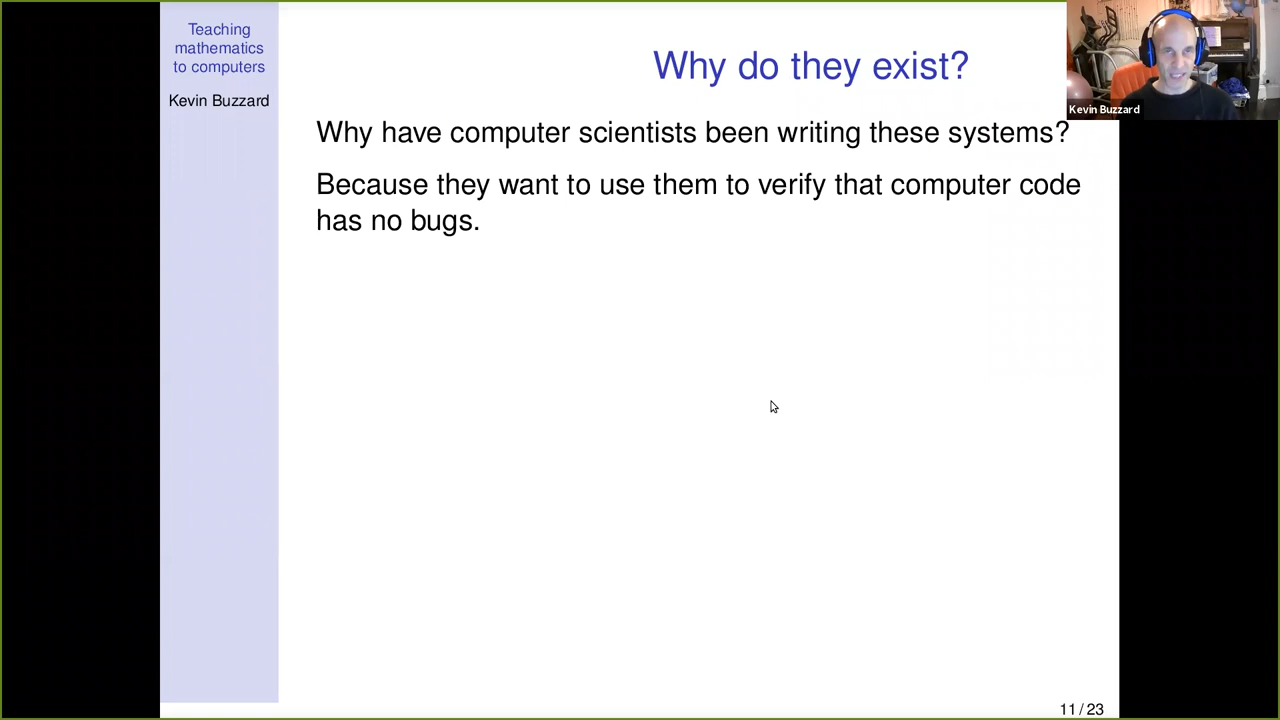 Teaching
mathematics
to computers
Kevin Buzzard
Why do they exist?
Why have computer scientists been writing these systems?
Because they want to use them to verify that computer code
has no bugs.
Kevin Buzzard
11 / 23